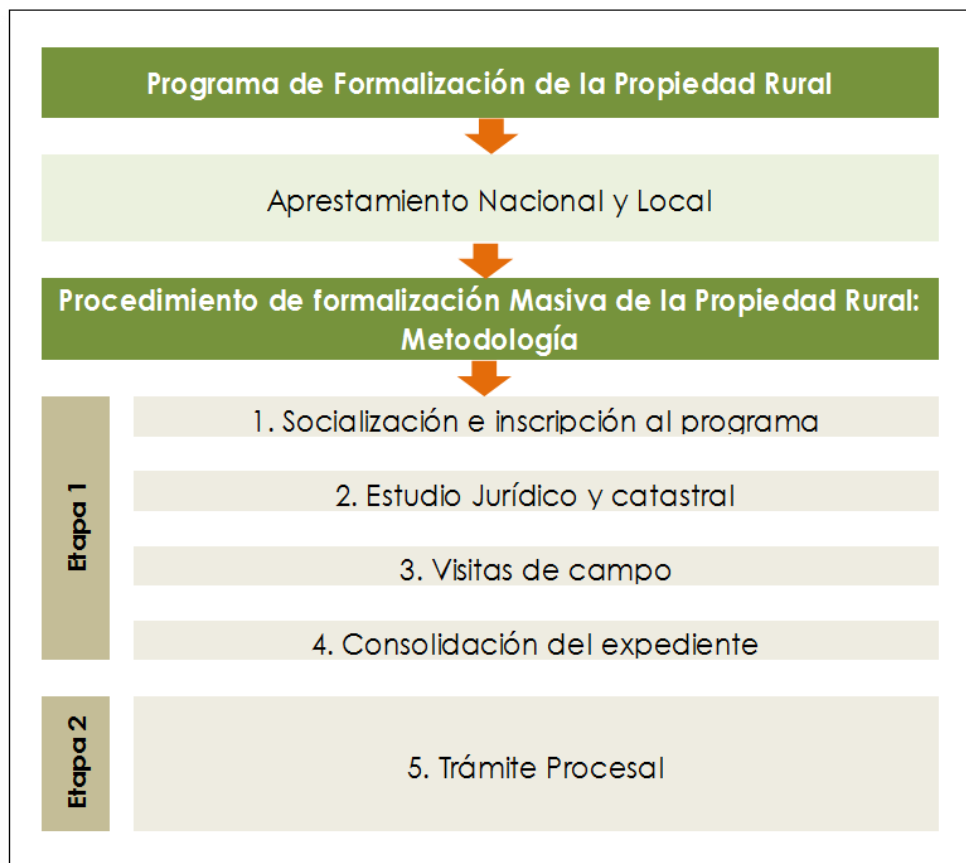 Programa de Formalización de la Propiedad Rural
Aprestamiento Nacional y Local
Procedimiento de formalización Masiva de la Propiedad Rural:
Metodología
Etapa 1
1. Socialización e inscripción al programa
2. Estudio Jurídico y catastral
3. Visitas de campo
4. Consolidación del expediente
Etapa 2
5. Trámite Procesal